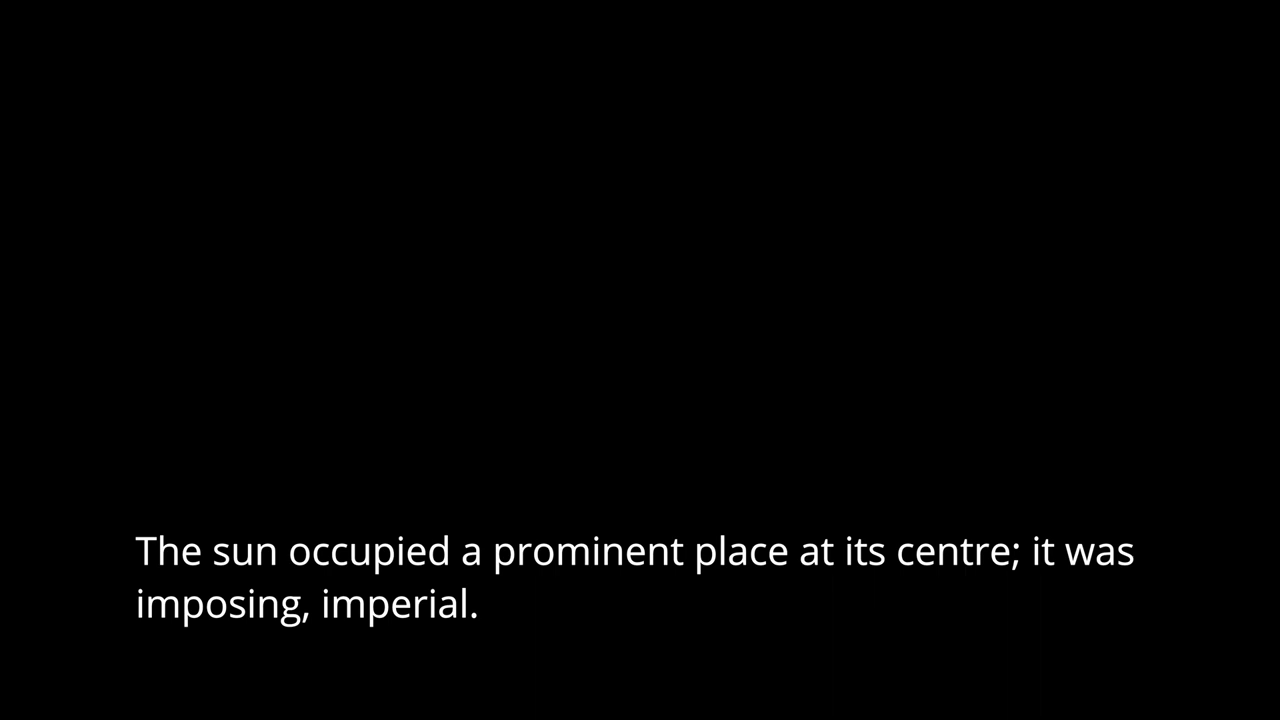 The sun occupied a prominent place at its centre; it was
imposing, imperial.